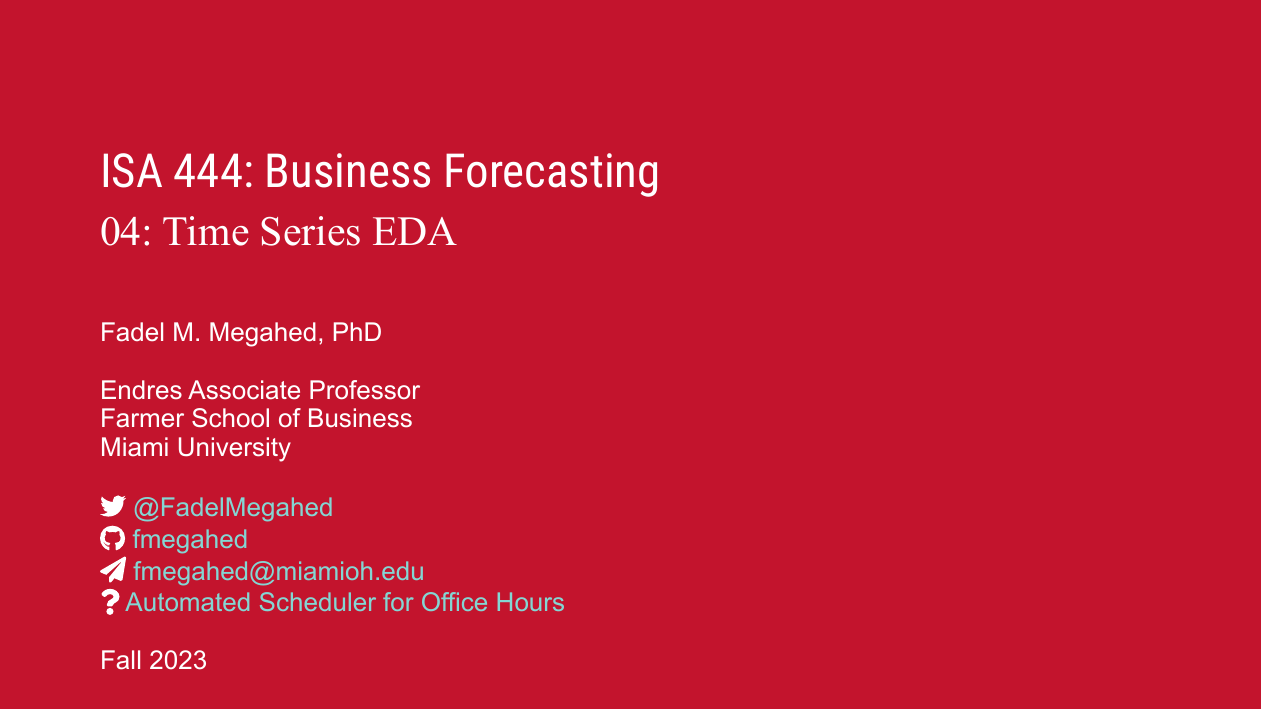 ISA 444: Business Forecasting
04: Time Series EDA
Fadel M. Megahed, PhD
Endres Associate Professor
Farmer School of Business
Miami University
@FadelMegahed
fmegahed
fmegahed@miamioh.edu
Automated Scheduler for Office Hours
Fall 2023